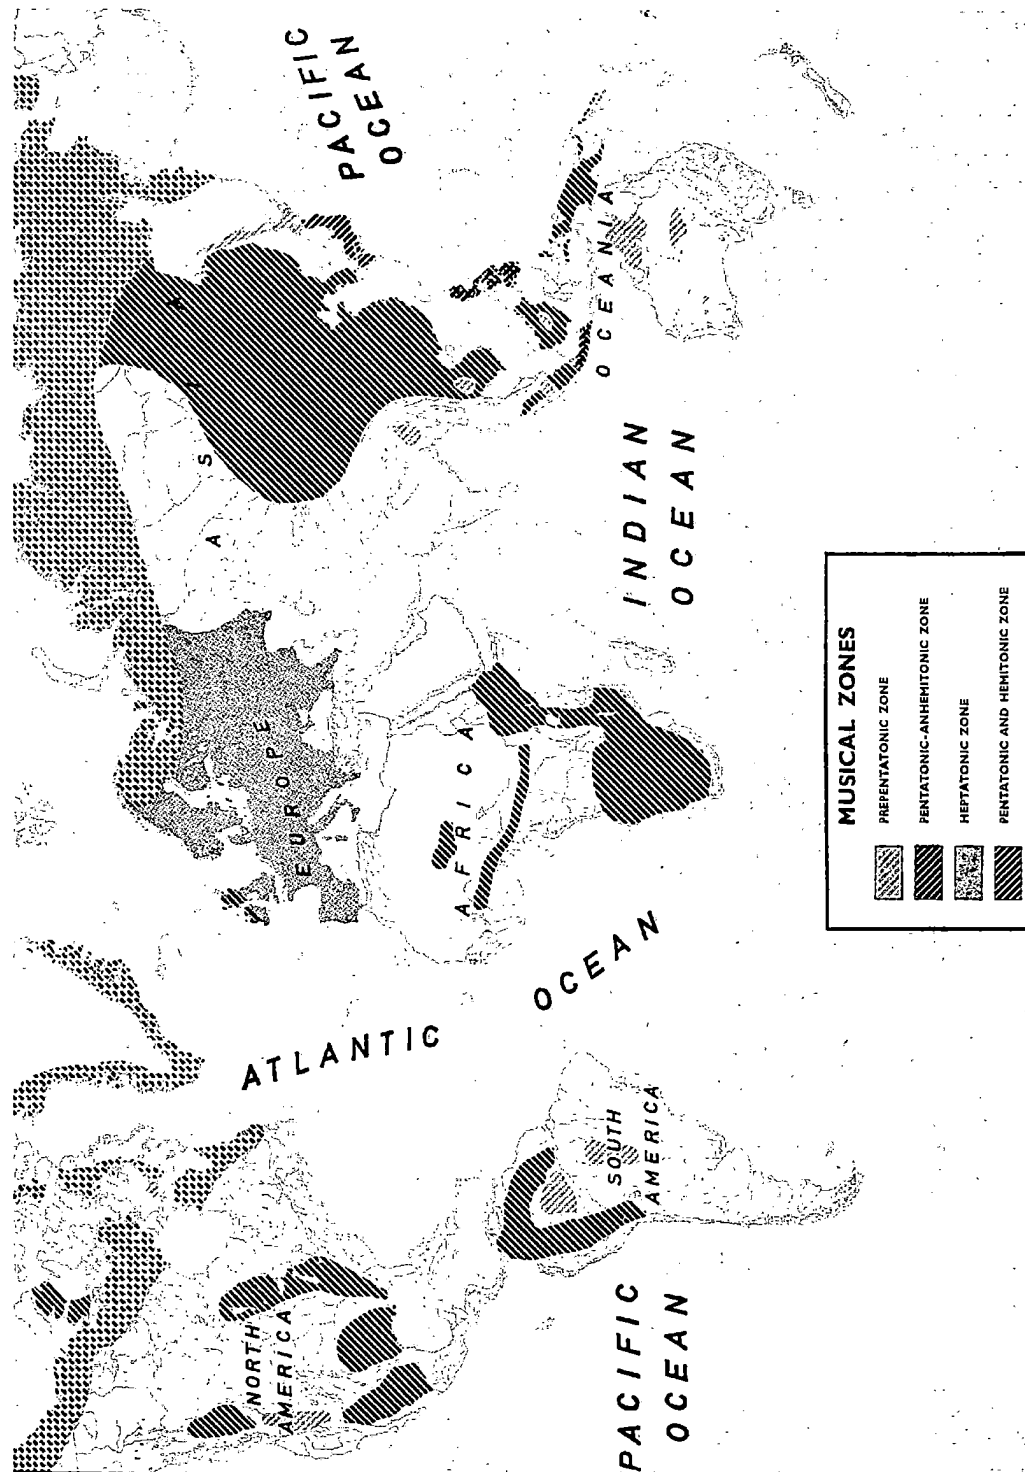 PACIFIC
OCEAN
ASIA
OCEANIA
INDIAN
OCEAN
EUROPE
AFRICA
ATLANTIC
OCEAN
NORTH
AMERICA
SOUTH
AMERICA
PACIFIC
OCEAN
MUSICAL ZONES
PREPENTATONIC ZONE
PENTATONIC-ANHEMITONIC ZONE
HEPTATONIC ZONE
PENTATONIC AND HEMITONIC ZONE